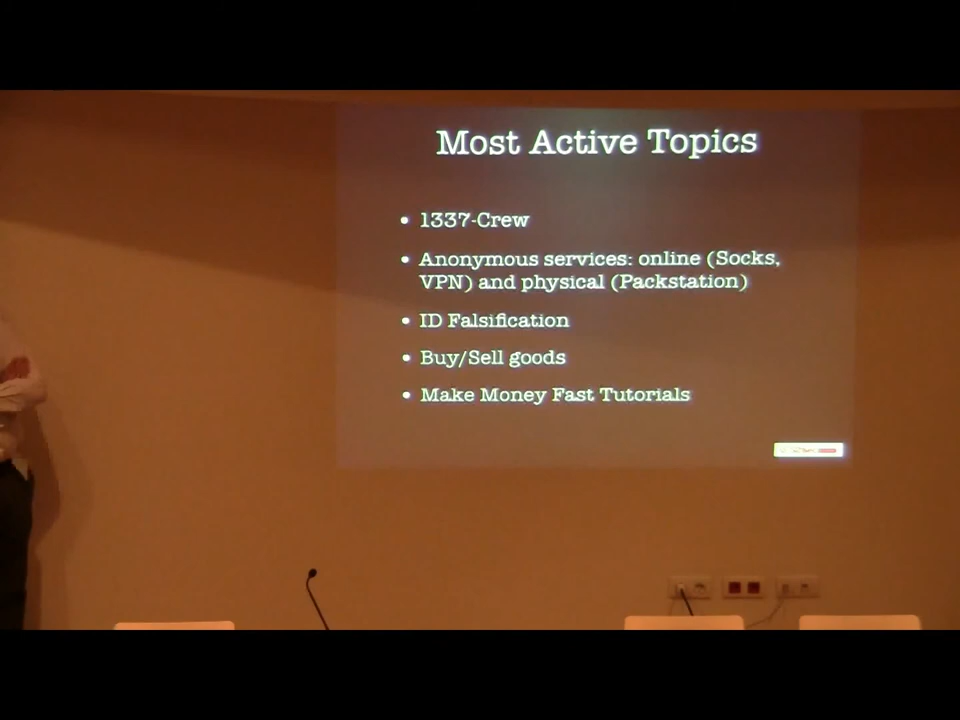 Most Active Topics
• 1337-Crew
• Anonymous services: online (Socks,
VPN) and physical (Packstation)
• ID Falsification
• Buy/Sell goods
• Make Money Fast Tutorials